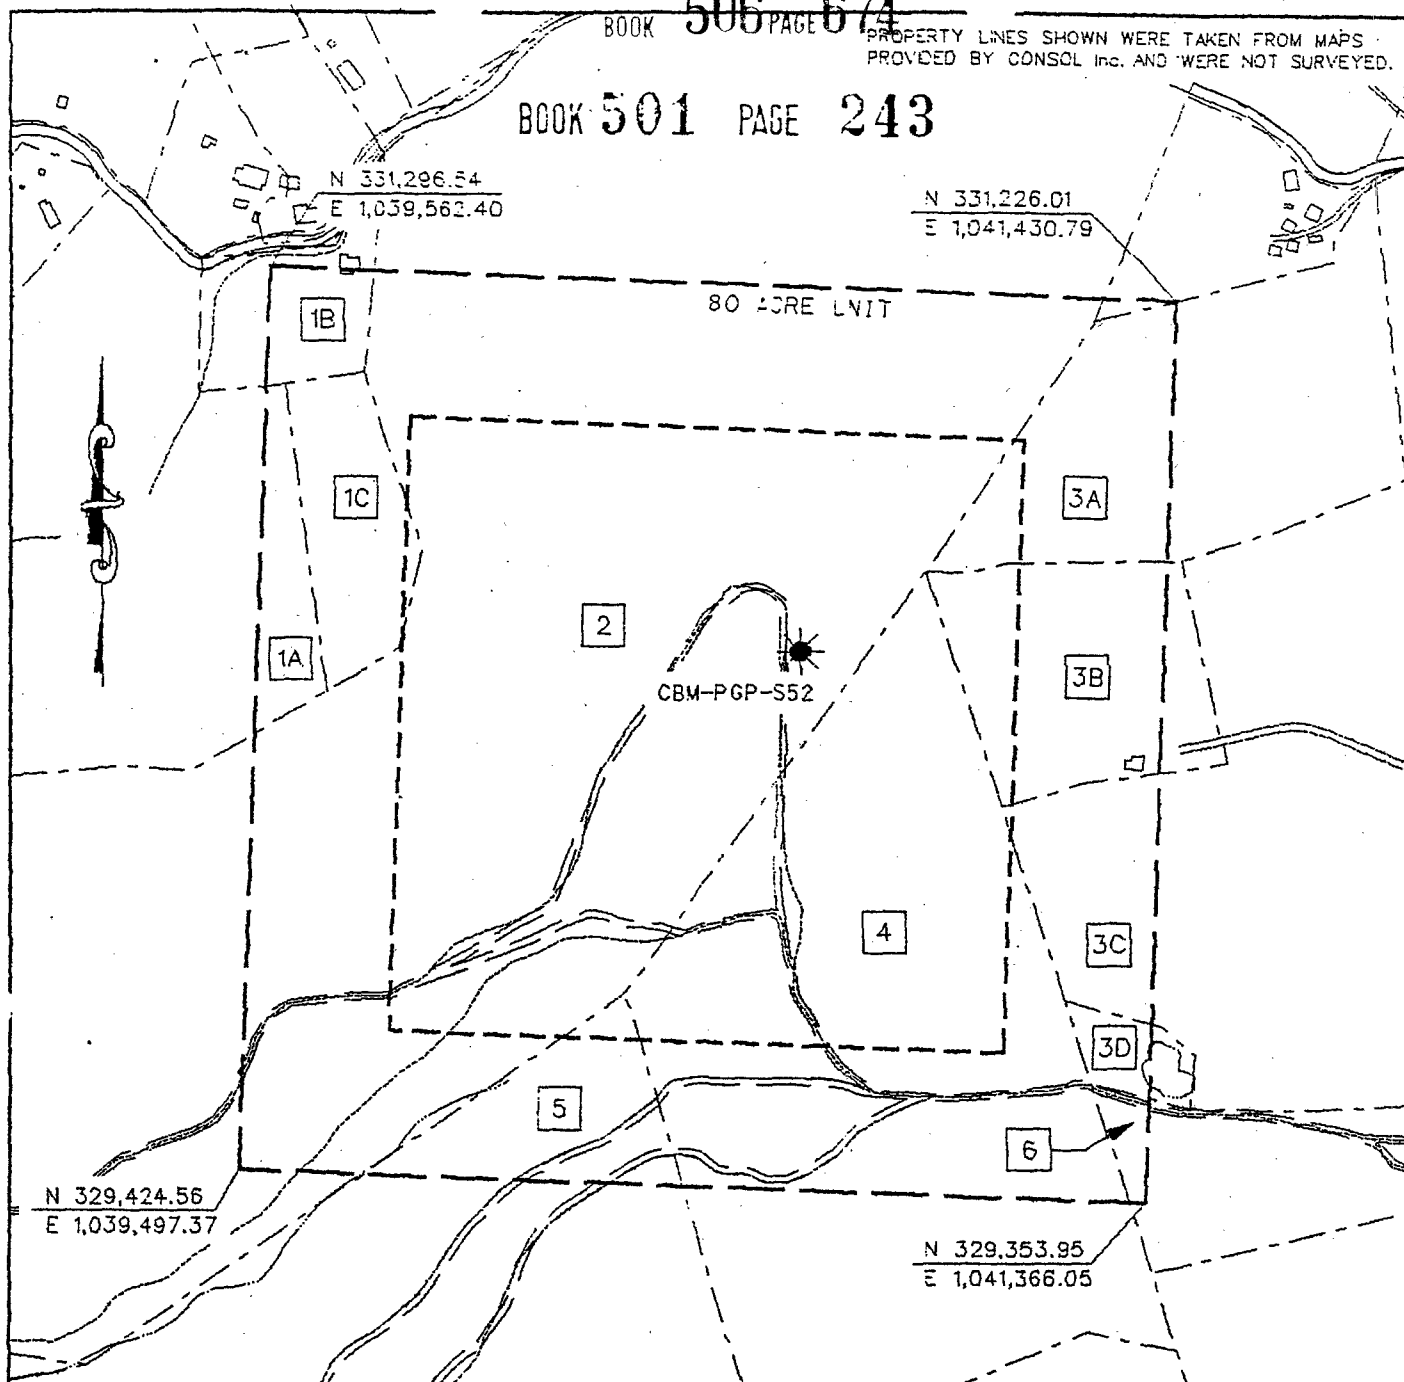 BOOK 506 PAGE 674
PROPERTY LINES SHOWN WERE TAKEN FROM MAPS
PROVIDED BY CONSOL Inc. AND WERE NOT SURVEYED.
BOOK 501 PAGE 243
N 331,296.54
E 1,039,562.40
N 331,226.01
E 1,041,430.79
80 ACRE UNIT
1B
1C
3A
2
1A
3B
CBM-PGP-S52
4
3C
3D
5
6
N 329,424.56
E 1,039,497.37
N 329,353.95
E 1,041,366.05